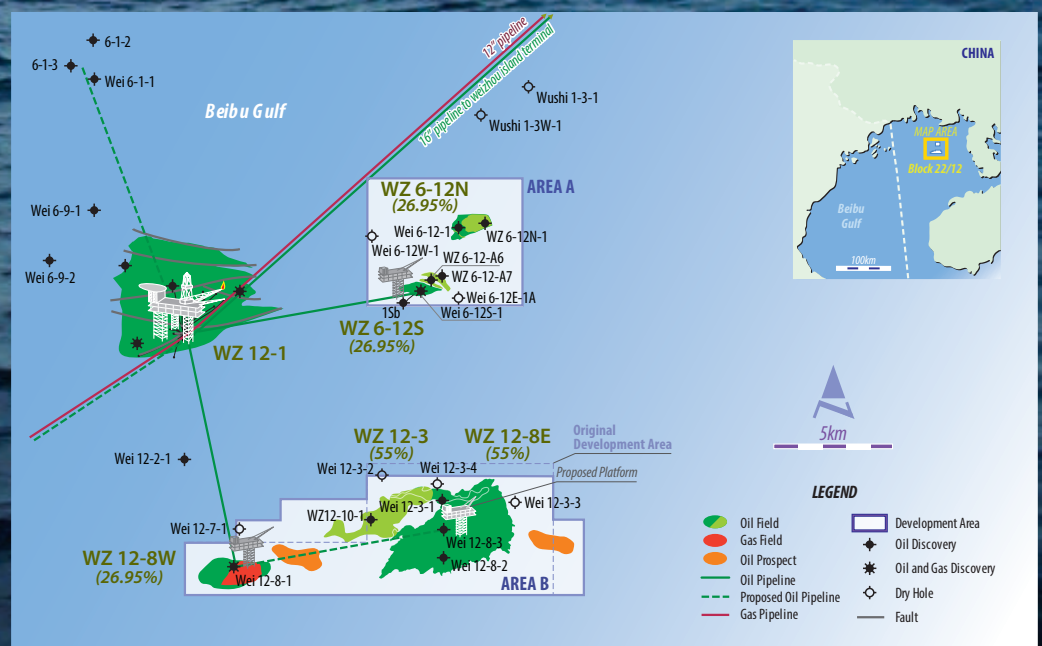 6-1-2
6-1-3
Wei 6-1-1
Beibu Gulf
12" pipeline
16" pipeline to weizhou island terminal
Wushi 1-3-1
Wushi 1-3W-1
CHINA
MAP AREA
Block 22/12
Beibu
Gulf
100km
AREA A
WZ 6-12N
(26.95%)
Wei 6-12-1
WZ 6-12N-1
Wei 6-12W-1
WZ 6-12-A6
WZ 6-12-A7
Wei 6-12E-1A
Wei 6-12S-1
1Sb
WZ 6-12S
(26.95%)
Wei 6-9-1
Wei 6-9-2
WZ 12-1
5km
Wei 12-2-1
WZ 12-3
(55%)
WZ 12-8E
(55%)
Original
Development Area
Proposed Platform
Wei 12-3-2
Wei 12-3-4
Wei 12-3-1
Wei 12-3-3
WZ12-10-1
Wei 12-7-1
Wei 12-8-3
Wei 12-8-2
WZ 12-8W
(26.95%)
Wei 12-8-1
AREA B
LEGEND
Oil Field
Gas Field
Oil Prospect
Oil Pipeline
Proposed Oil Pipeline
Gas Pipeline
Development Area
Oil Discovery
Oil and Gas Discovery
Dry Hole
Fault